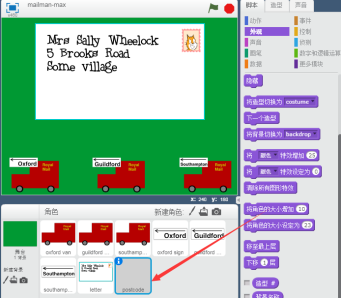 mailman-max
Mrs Sally Wheelock
5 Brooks Road
Some village
Oxford
Guildford
Southampton
Royal Mail
Royal Mail
Royal Mail
X: 240 Y: 180
角色
新建角色:
舞台
1 背景
新建背景
oxford van
guildford ...
southamp...
oxford sign
guildford ...
southamp...
letter
postcode
脚本
造型
声音
动作
事件
外观
控制
声音
侦测
画笔
数字和逻辑运算
数据
更多模块
隐藏
将造型切换为 costume
下一个造型
将背景切换为 backdrop
将 颜色 特效增加 25
将 颜色 特效设定为 0
清除所有图形特效
将角色的大小增加 10
将角色的大小设定为
移至最上层
下移 1 层
造型 #